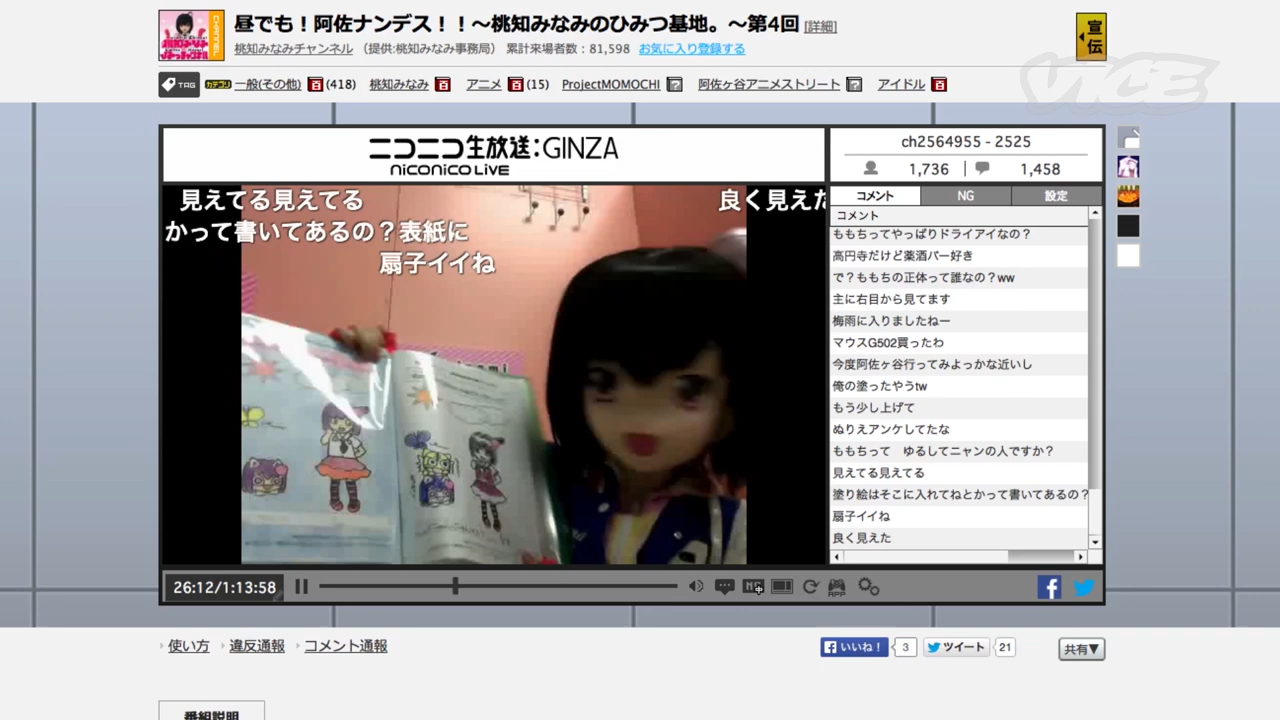 昼でも！阿佐ナンデス！！～桃知みなみのひみつ基地。～第4回 [詳細]
桃知みなみチャンネル （提供:桃知みなみ事務局） 累計来場者数：81,598 お気に入り登録する
宣伝
CHANNEL
TAG カテゴリ 一般(その他) 百 (418) 桃知みなみ 百 アニメ 百 (15) ProjectMOMOCHI 阿佐ヶ谷アニメストリート アイドル 百
VICE
ニコニコ生放送:GINZA
niconico Live
ch2564955 - 2525
1,736 1,458
コメント NG 設定
コメント
見えてる見えてる
良く見えた
かって書いてあるの？表紙に
扇子イイね
ももちってやっぱりドライアイなの？
高円寺だけど薬酒バー好き
で？ももちの正体って誰なの？ww
主に右目から見てます
梅雨に入りましたねー
マウスG502買ったわ
今度阿佐ヶ谷行ってみよっかな近いし
俺の塗ったやうtw
もう少し上げて
ぬりえアンケしてたな
ももちって　ゆるしてニャンの人ですか？
見えてる見えてる
塗り絵はそこに入れてねとかって書いてあるの？
扇子イイね
良く見えた
26:12/1:13:58
使い方 違反通報 コメント通報
いいね！ 3 ツイート 21 共有▼
番組説明